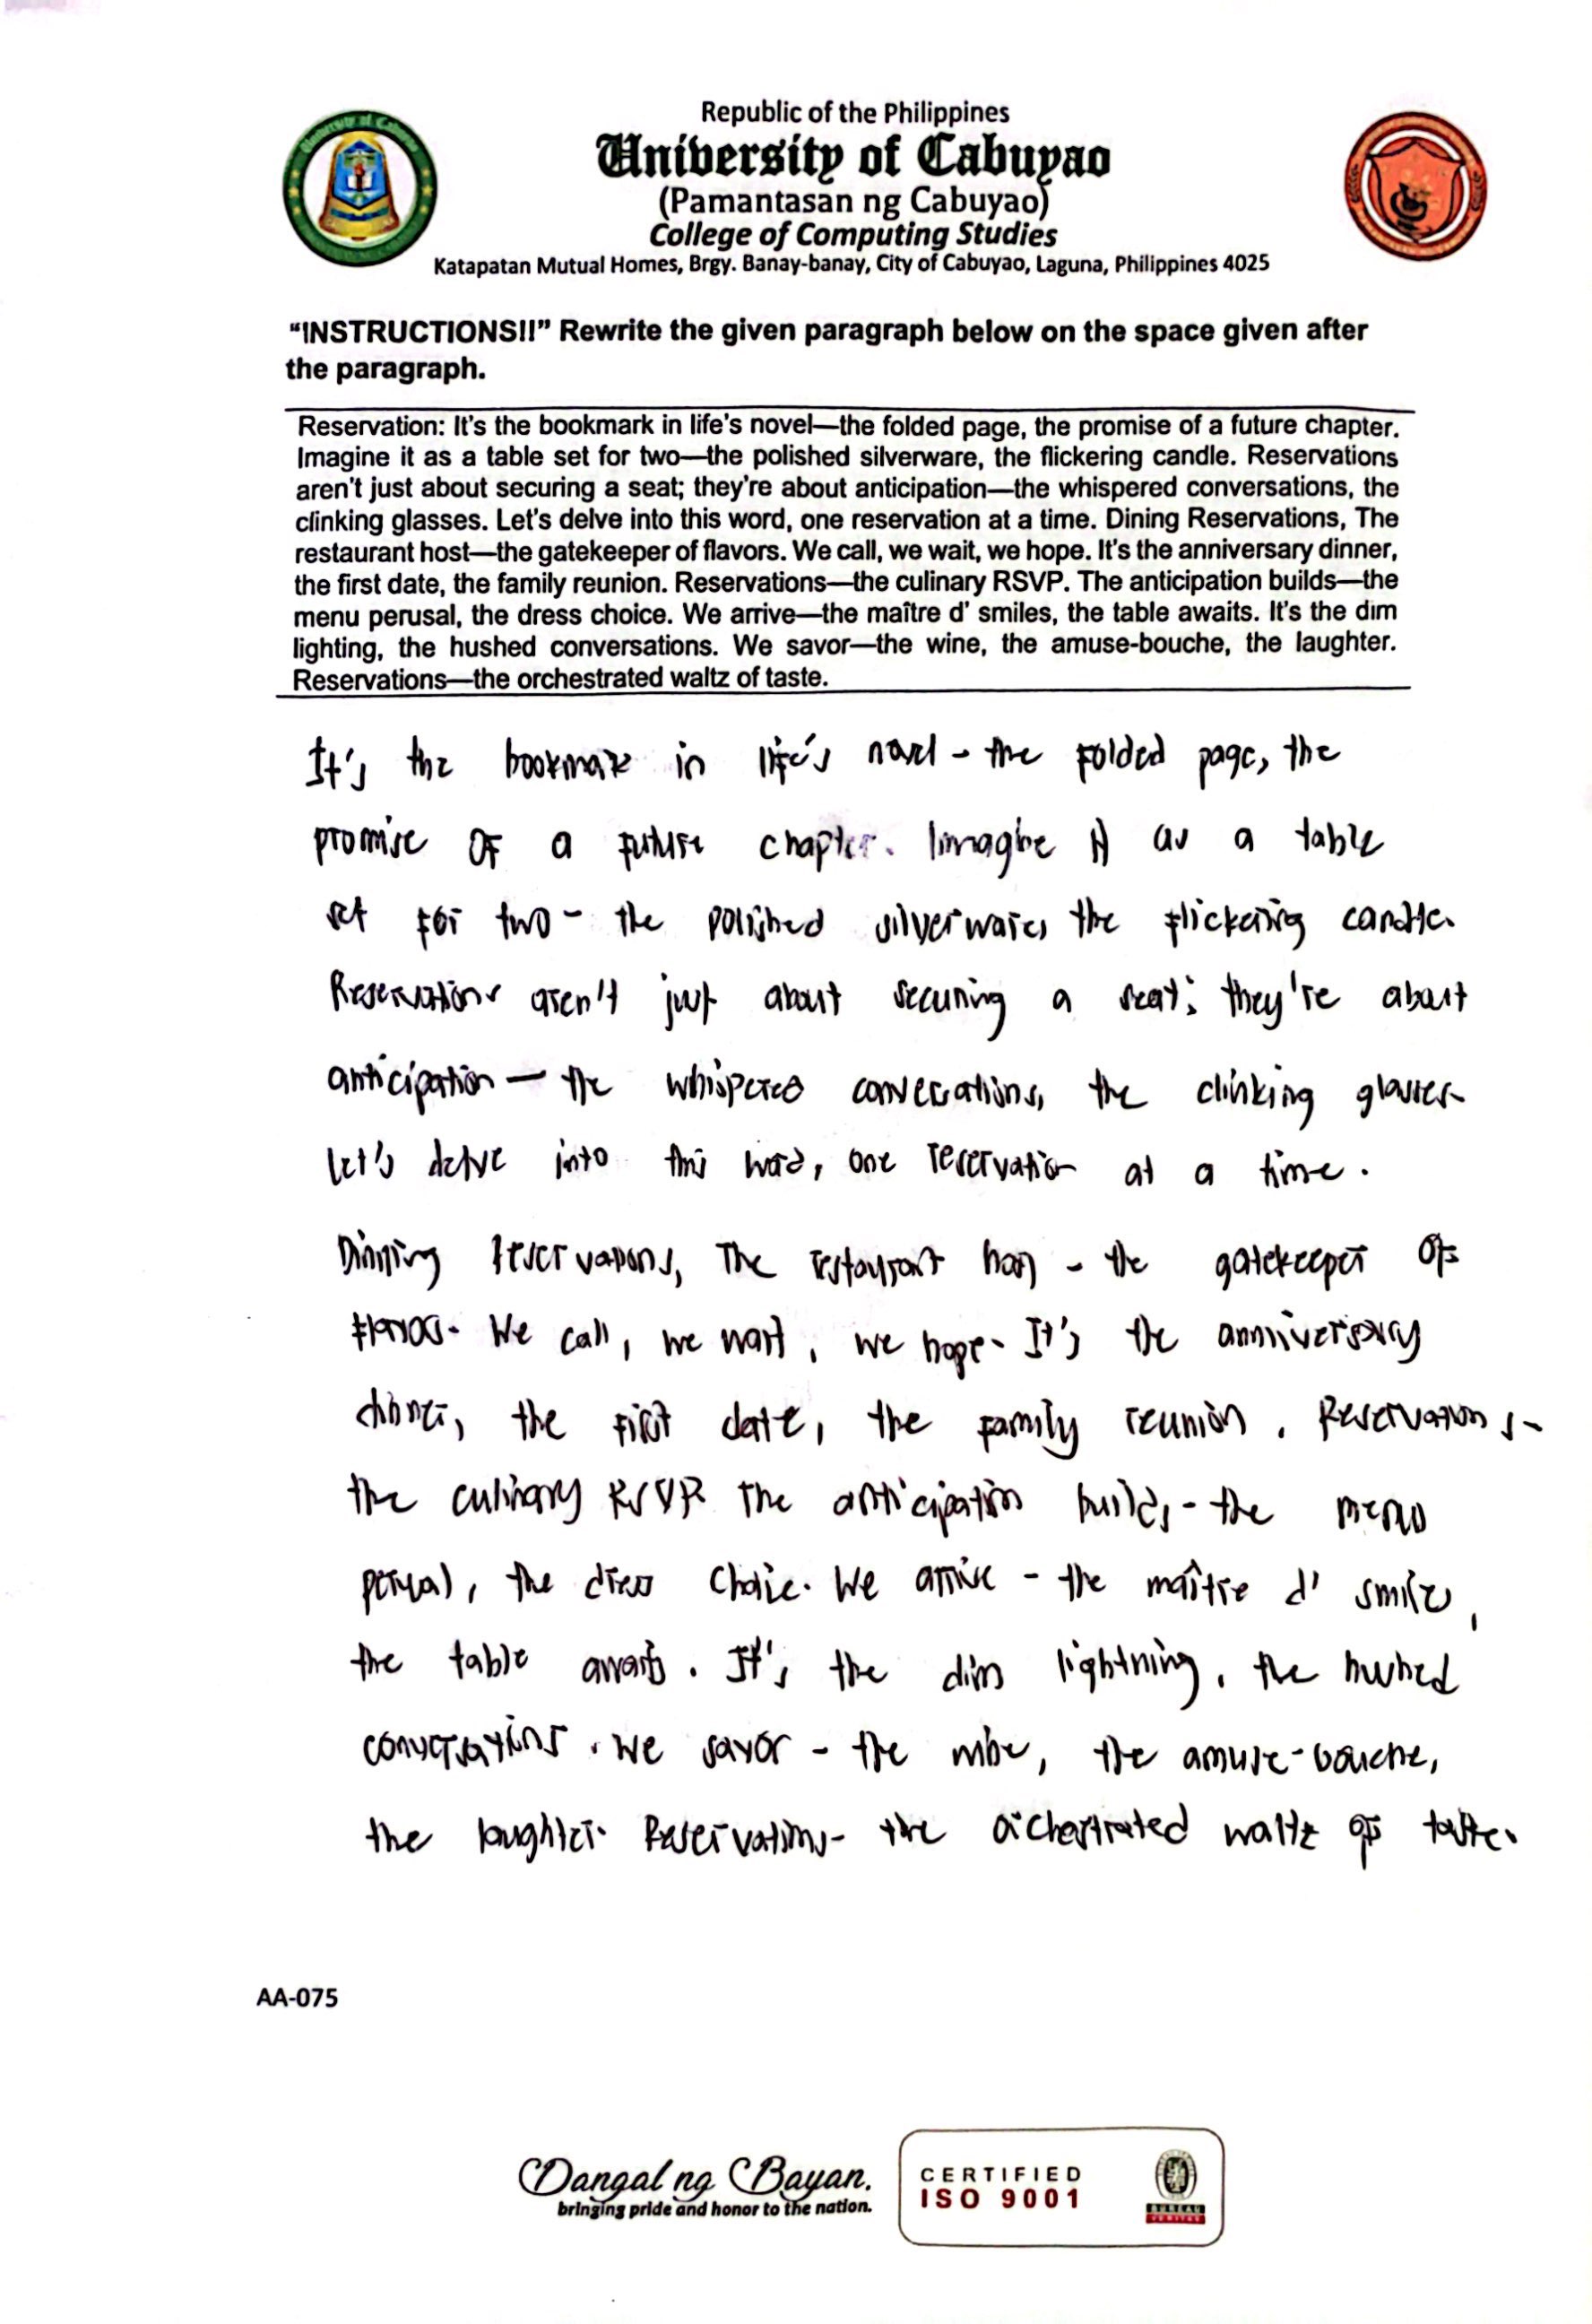 Republic of the Philippines
University of Cabuyao
(Pamantasan ng Cabuyao)
College of Computing Studies
Katapatan Mutual Homes, Brgy. Banay-banay, City of Cabuyao, Laguna, Philippines 4025
“INSTRUCTIONS!!” Rewrite the given paragraph below on the space given after
the paragraph.
Reservation: It’s the bookmark in life’s novel—the folded page, the promise of a future chapter.
Imagine it as a table set for two—the polished silverware, the flickering candle. Reservations
aren’t just about securing a seat; they’re about anticipation—the whispered conversations, the
clinking glasses. Let’s delve into this word, one reservation at a time. Dining Reservations, The
restaurant host—the gatekeeper of flavors. We call, we wait, we hope. It’s the anniversary dinner,
the first date, the family reunion. Reservations—the culinary RSVP. The anticipation builds—the
menu perusal, the dress choice. We arrive—the maître d’ smiles, the table awaits. It’s the dim
lighting, the hushed conversations. We savor—the wine, the amuse-bouche, the laughter.
Reservations—the orchestrated waltz of taste.
It's the bookmark in life's novel - the folded page, the
promise of a future chapter. Imagine it as a table
set for two - the polished silverware, the flickering candle.
Reservations aren't just about securing a seat; they're about
anticipation - the whispered conversations, the clinking glasses.
Let's delve into this word, one reservation at a time.
Dinning Reservations, The restaurant host - the gatekeeper of
flavors. We call, we wait, we hope. It's the anniversary
dinner, the first date, the family reunion. Reservations -
the culinary RSVP. The anticipation builds - the menu
perusal, the dress choice. We arrive - the maître d' smiles,
the table awaits. It's the dim lightning, the hushed
conversations. We savor - the wine, the amuse-bouche,
the laughter. Reservations - the orchestrated waltz of taste.
AA-075
Dangal ng Bayan.
bringing pride and honor to the nation.
CERTIFIED
ISO 9001
BUREAU
VERITAS